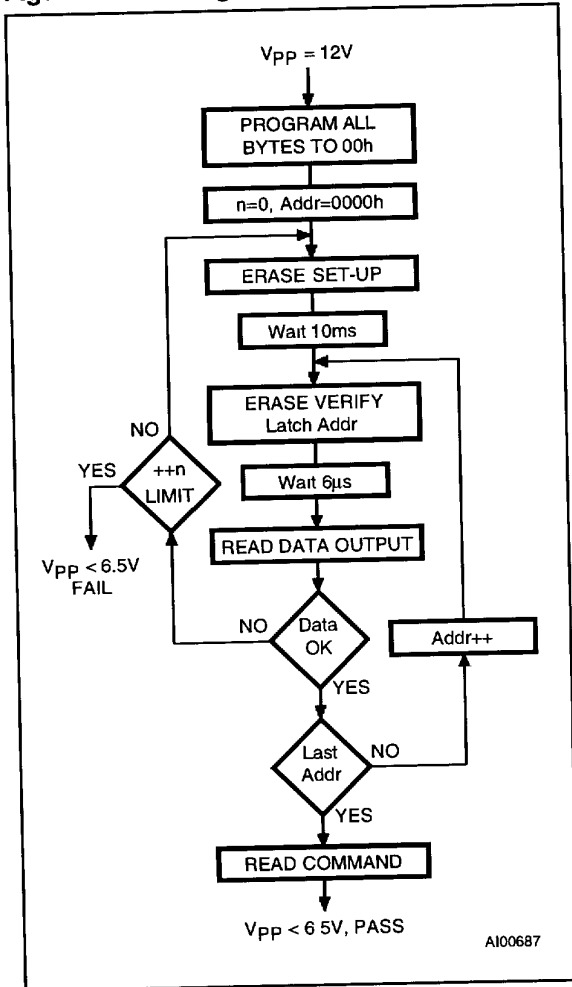 VPP = 12V
PROGRAM ALL
BYTES TO 00h
n=0, Addr=0000h
ERASE SET-UP
Wait 10ms
ERASE VERIFY
Latch Addr
NO
YES
++n
LIMIT
Wait 6µs
VPP < 6.5V
FAIL
READ DATA OUTPUT
NO
Data
OK
Addr++
YES
Last
Addr
NO
YES
READ COMMAND
VPP < 6 5V, PASS
AI00687